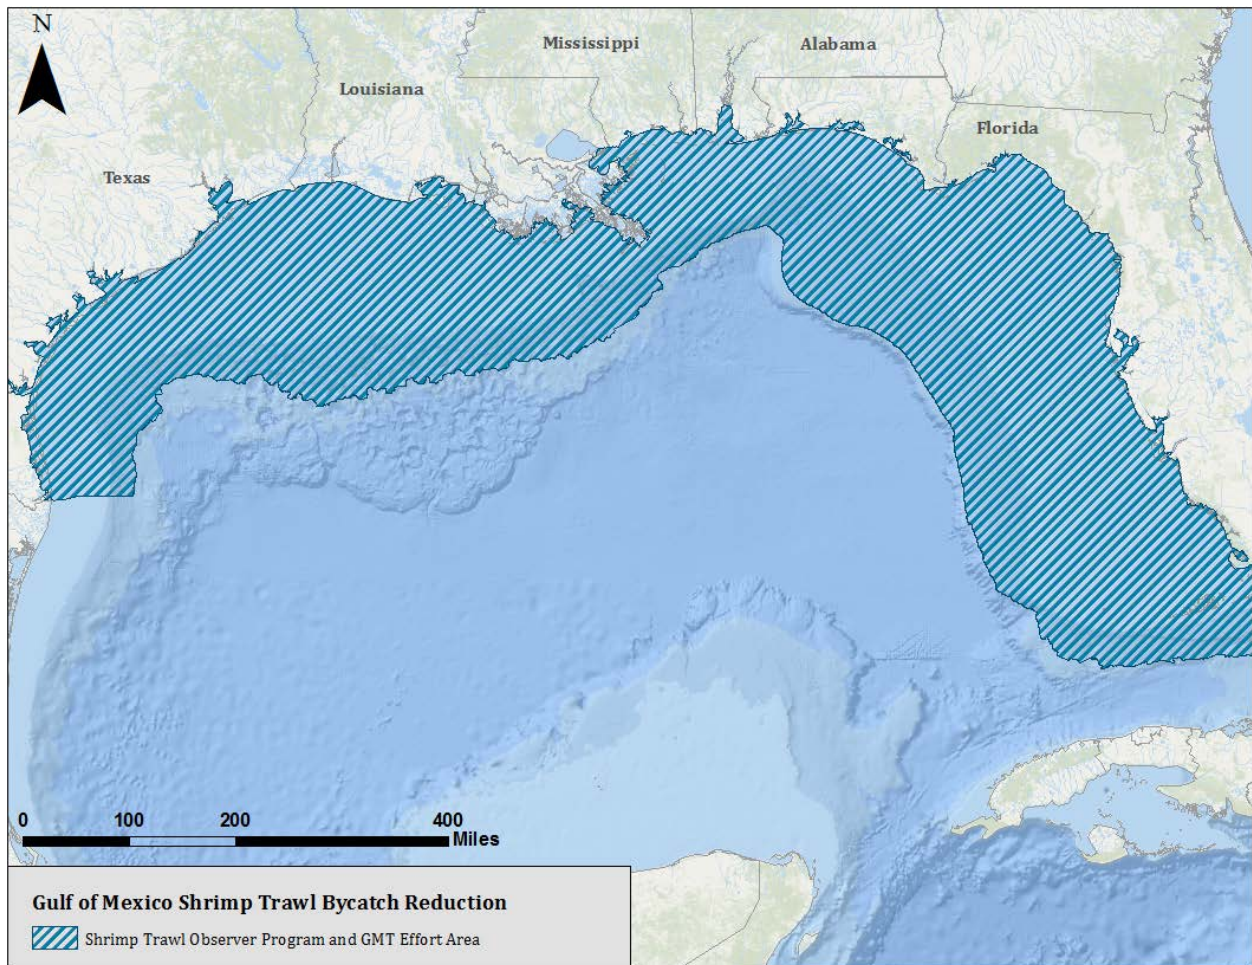 N
Mississippi
Alabama
Louisiana
Florida
Texas
0 100 200 400
Miles
Gulf of Mexico Shrimp Trawl Bycatch Reduction
Shrimp Trawl Observer Program and GMT Effort Area